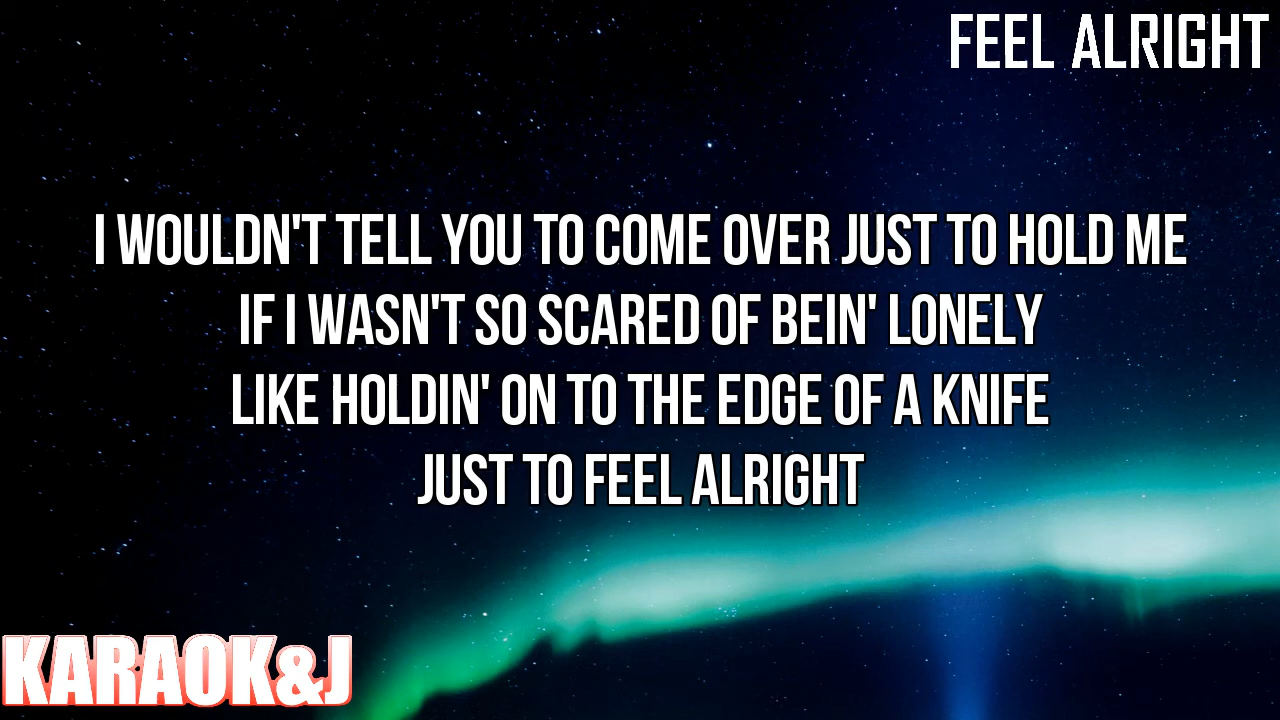 FEEL ALRIGHT
I WOULDN'T TELL YOU TO COME OVER JUST TO HOLD ME
IF I WASN'T SO SCARED OF BEIN' LONELY
LIKE HOLDIN' ON TO THE EDGE OF A KNIFE
JUST TO FEEL ALRIGHT
KARAOK&J